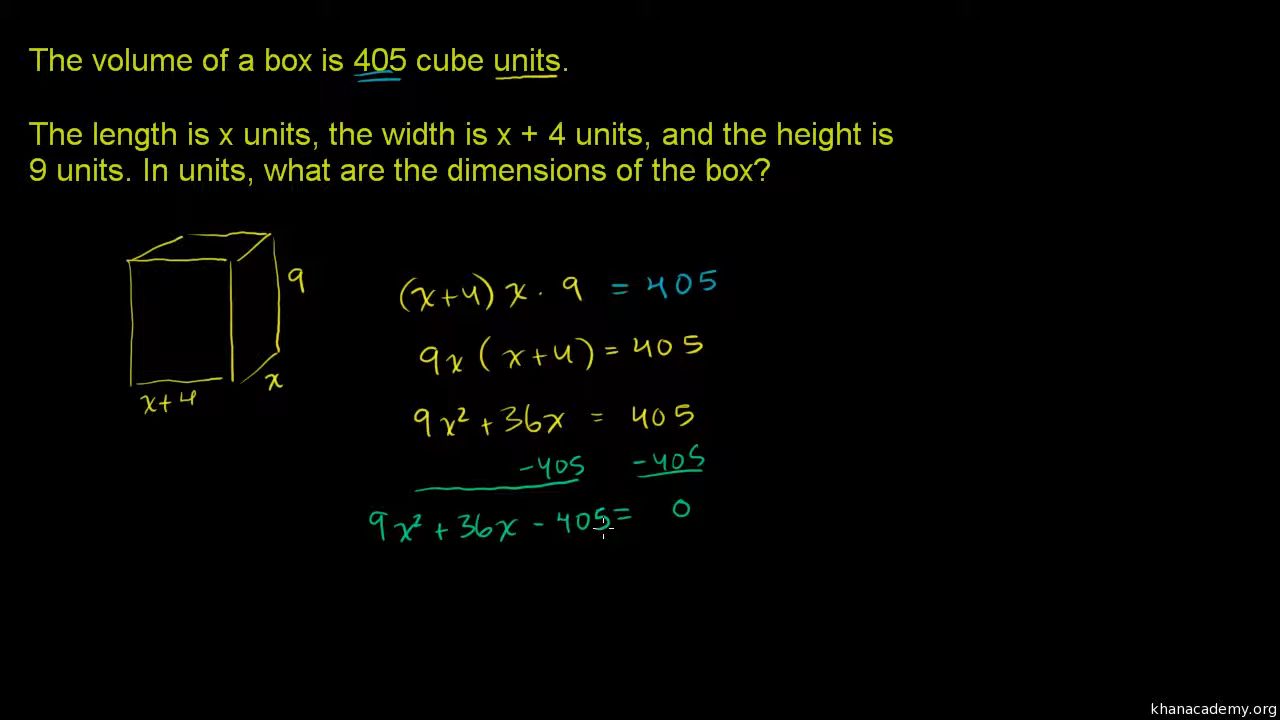 The volume of a box is 405 cube units.
The length is x units, the width is x + 4 units, and the height is
9 units. In units, what are the dimensions of the box?
9
x
x+4
(x+4) x · 9 = 405
9x (x+4) = 405
9x² + 36x = 405
-405 -405
9x² + 36x - 405 = 0
khanacademy.org